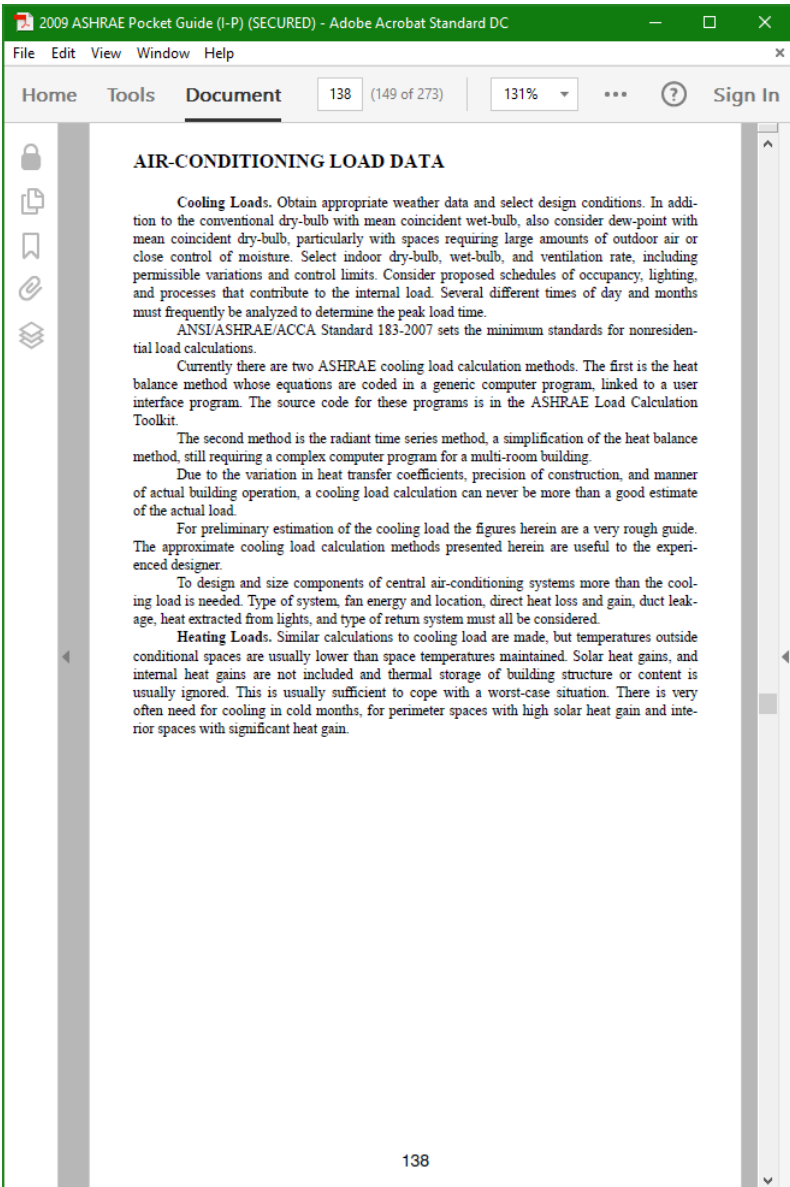 2009 ASHRAE Pocket Guide (I-P) (SECURED) - Adobe Acrobat Standard DC
File Edit View Window Help
Home Tools Document 138 (149 of 273) 131% Sign In
AIR-CONDITIONING LOAD DATA
Cooling Loads. Obtain appropriate weather data and select design conditions. In addi-
tion to the conventional dry-bulb with mean coincident wet-bulb, also consider dew-point with
mean coincident dry-bulb, particularly with spaces requiring large amounts of outdoor air or
close control of moisture. Select indoor dry-bulb, wet-bulb, and ventilation rate, including
permissible variations and control limits. Consider proposed schedules of occupancy, lighting,
and processes that contribute to the internal load. Several different times of day and months
must frequently be analyzed to determine the peak load time.
ANSI/ASHRAE/ACCA Standard 183-2007 sets the minimum standards for nonresiden-
tial load calculations.
Currently there are two ASHRAE cooling load calculation methods. The first is the heat
balance method whose equations are coded in a generic computer program, linked to a user
interface program. The source code for these programs is in the ASHRAE Load Calculation
Toolkit.
The second method is the radiant time series method, a simplification of the heat balance
method, still requiring a complex computer program for a multi-room building.
Due to the variation in heat transfer coefficients, precision of construction, and manner
of actual building operation, a cooling load calculation can never be more than a good estimate
of the actual load.
For preliminary estimation of the cooling load the figures herein are a very rough guide.
The approximate cooling load calculation methods presented herein are useful to the experi-
enced designer.
To design and size components of central air-conditioning systems more than the cool-
ing load is needed. Type of system, fan energy and location, direct heat loss and gain, duct leak-
age, heat extracted from lights, and type of return system must all be considered.
Heating Loads. Similar calculations to cooling load are made, but temperatures outside
conditional spaces are usually lower than space temperatures maintained. Solar heat gains, and
internal heat gains are not included and thermal storage of building structure or content is
usually ignored. This is usually sufficient to cope with a worst-case situation. There is very
often need for cooling in cold months, for perimeter spaces with high solar heat gain and inte-
rior spaces with significant heat gain.
138